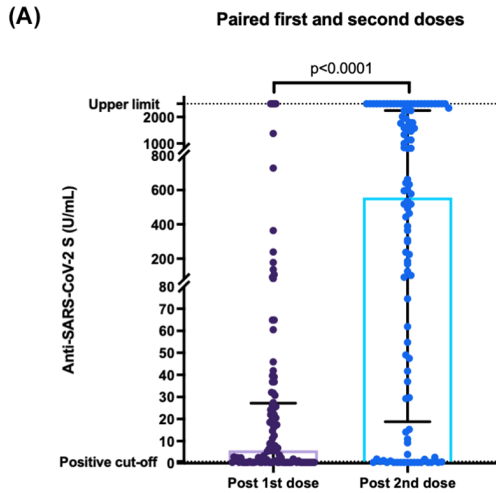 (A)
Paired first and second doses
p<0.0001
Upper limit
2000
1000
800
600
400
200
80
70
60
50
40
30
20
10
Positive cut-off 0
Anti-SARS-CoV-2 S (U/mL)
Post 1st dose Post 2nd dose